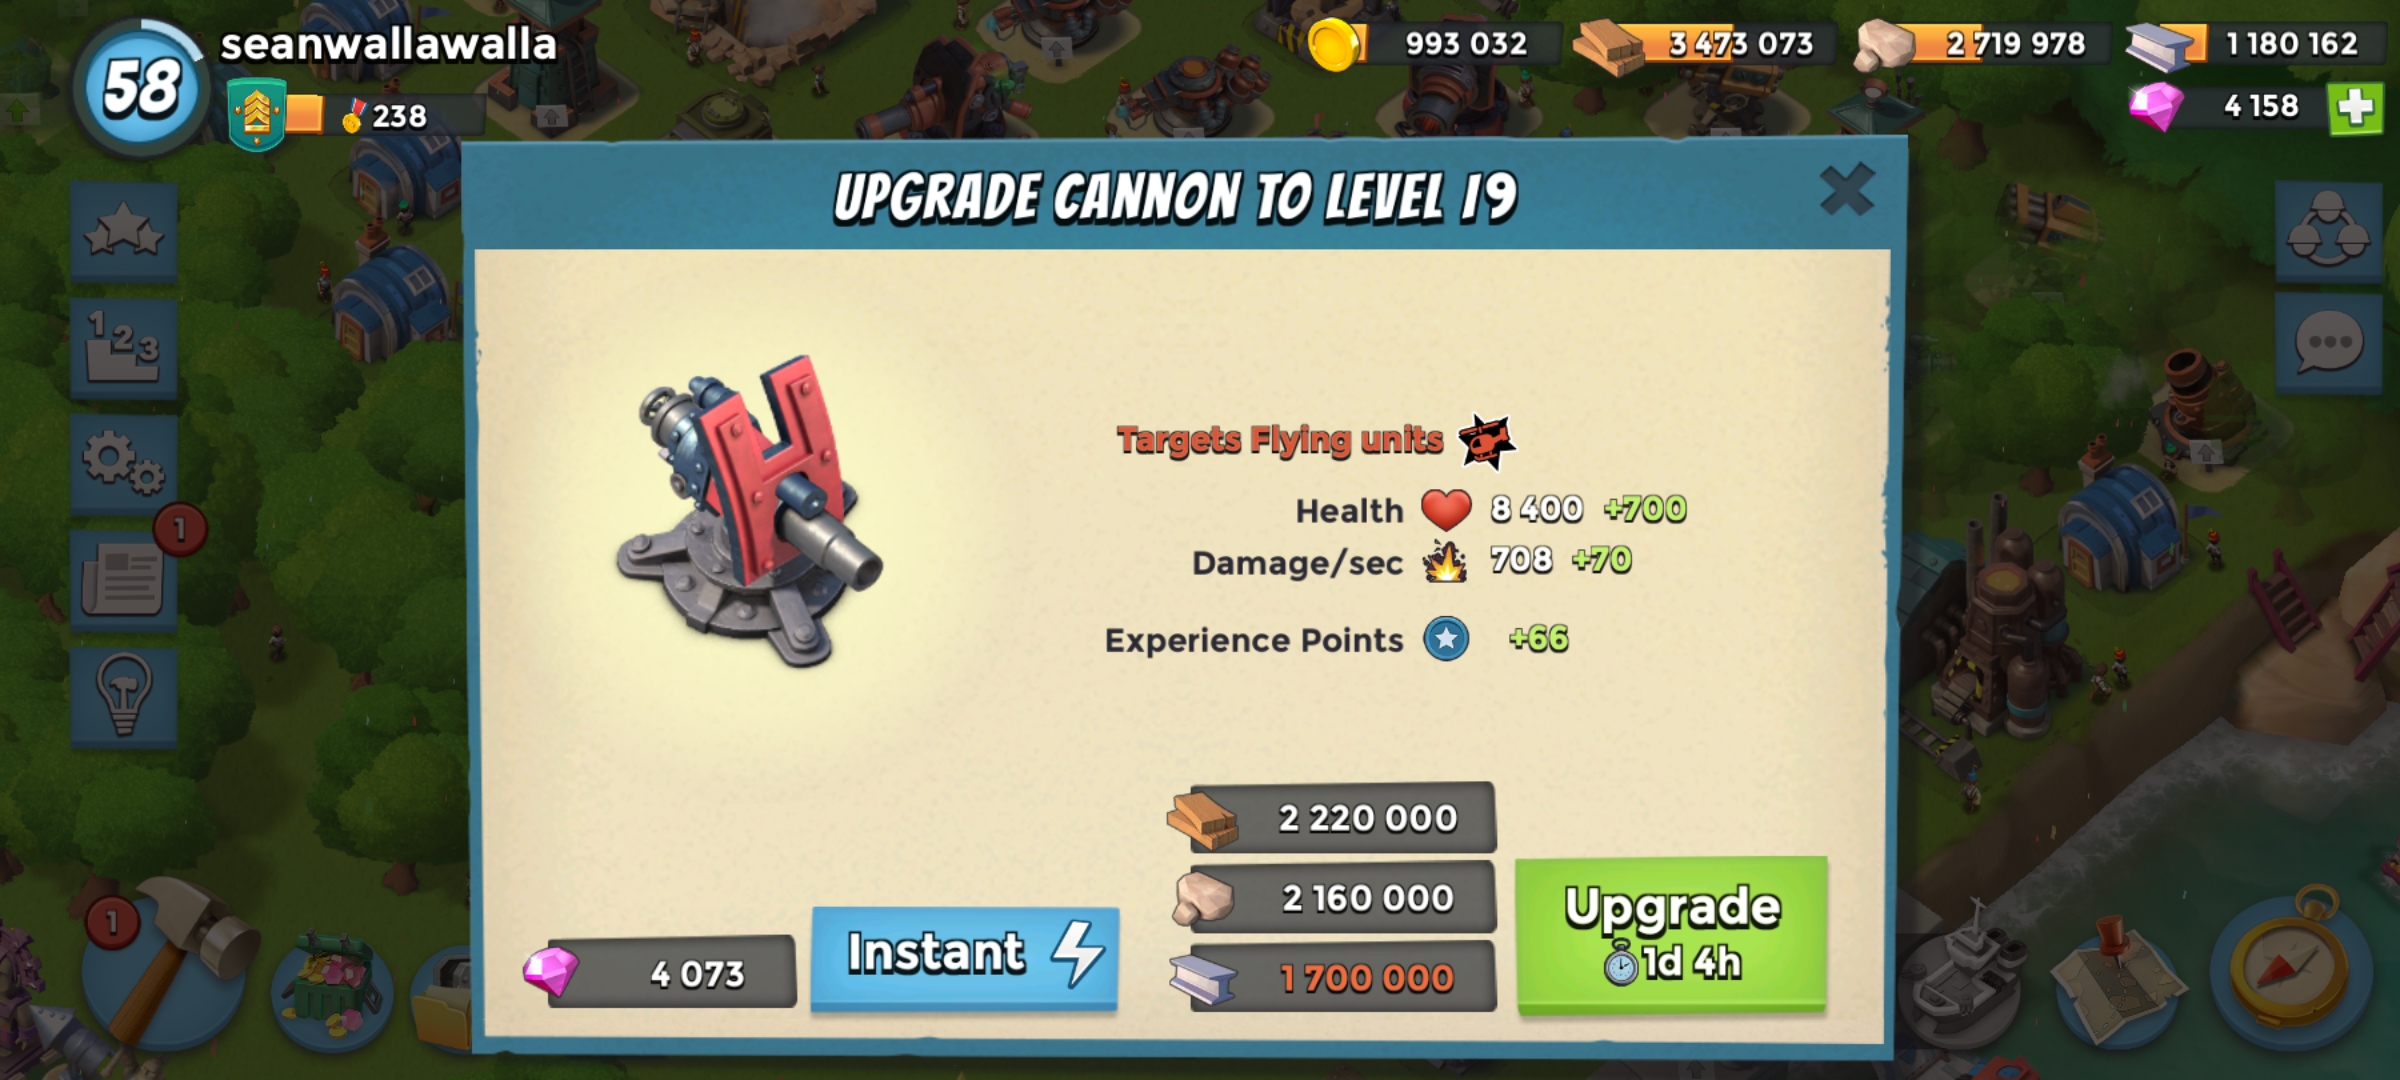 58
seanwallawalla
238
993 032
3 473 073
2 719 978
1 180 162
4 158
UPGRADE CANNON TO LEVEL 19
1 2 3
1
Targets Flying units
Health 8 400 +700
Damage/sec 708 +70
Experience Points +66
2 220 000
2 160 000
1 700 000
4 073
Instant
Upgrade
1d 4h
1